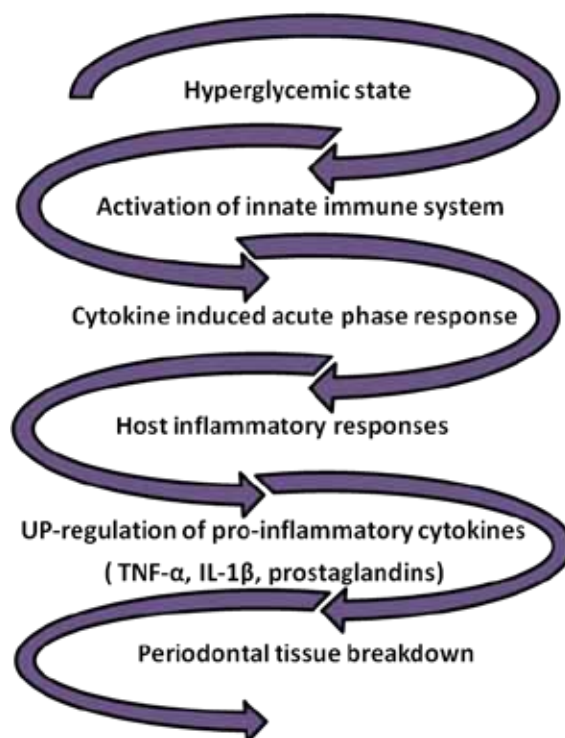 Hyperglycemic state
Activation of innate immune system
Cytokine induced acute phase response
Host inflammatory responses
UP-regulation of pro-inflammatory cytokines
( TNF-α, IL-1β, prostaglandins)
Periodontal tissue breakdown